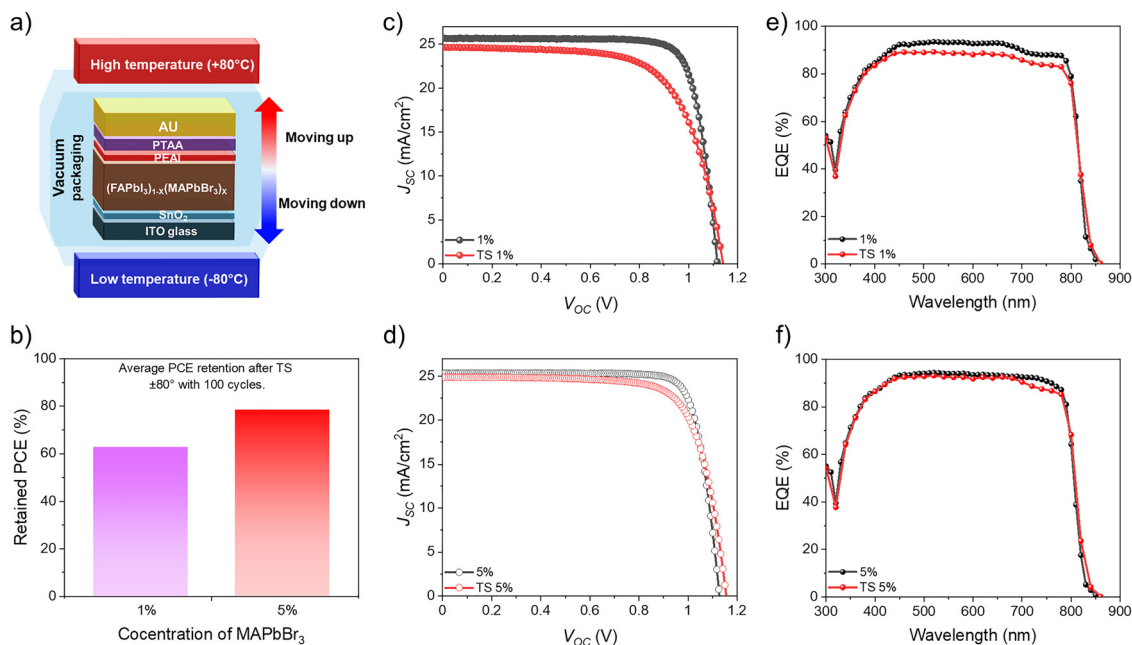 a)
High temperature (+80°C)
Vacuum
packaging
AU
PTAA
PEAI
(FAPbI3)1-X(MAPbBr3)X
SnO2
ITO glass
Moving up
Moving down
Low temperature (-80°C)
b)
Average PCE retention after TS
±80° with 100 cycles.
Retained PCE (%)
100
80
60
40
20
0
1%
5%
Cocentration of MAPbBr3
c)
JSC (mA/cm2)
25
20
15
10
5
0
1%
TS 1%
0.0
0.2
0.4
0.6
0.8
1
1.2
VOC (V)
d)
JSC (mA/cm2)
25
20
15
10
5
0
5%
TS 5%
0.0
0.2
0.4
0.6
0.8
1
1.2
VOC (V)
e)
EQE (%)
100
80
60
40
20
0
1%
TS 1%
300
400
500
600
700
800
900
Wavelength (nm)
f)
EQE (%)
100
80
60
40
20
0
5%
TS 5%
300
400
500
600
700
800
900
Wavelength (nm)